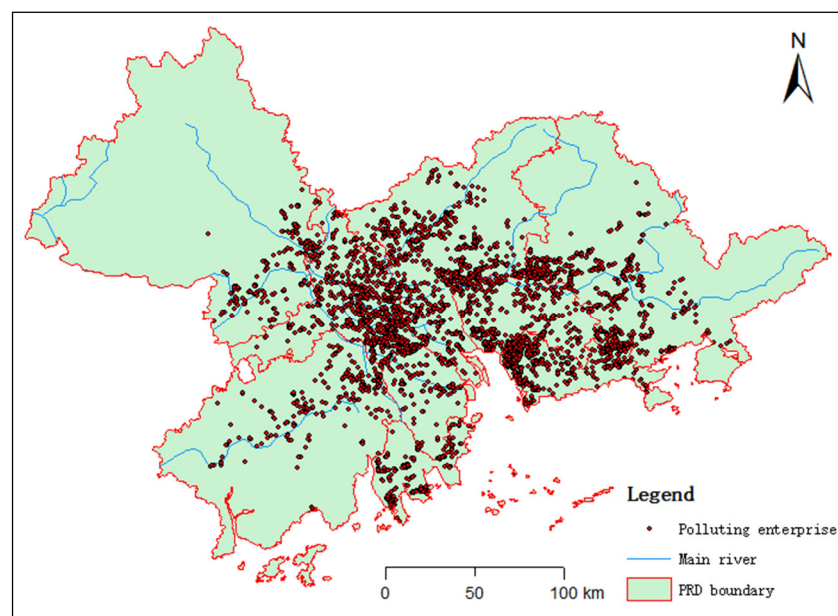 N
Legend
Polluting enterprise
Main river
PRD boundary
0 50 100 km